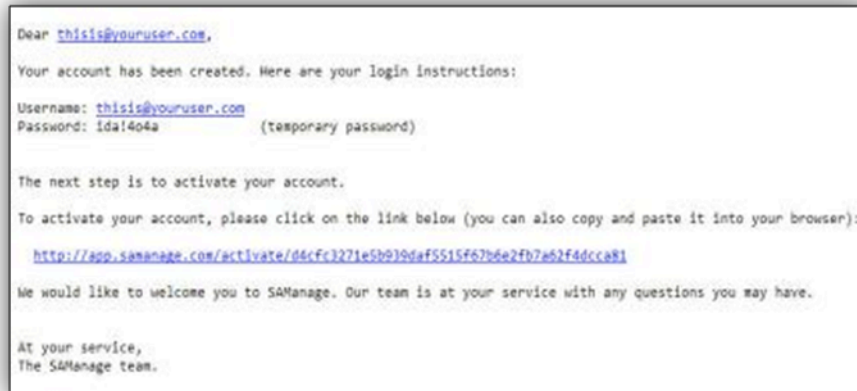 Dear thisis@youruser.com,
Your account has been created. Here are your login instructions:
Username: thisis@youruser.com
Password: ida!4o4a (temporary password)
The next step is to activate your account.
To activate your account, please click on the link below (you can also copy and paste it into your browser):
http://app.samanage.com/activate/d4cfc3271e5b939daf5515f67b6e2fb7a62f4dcca81
We would like to welcome you to SAManage. Our team is at your service with any questions you may have.
At your service,
The SAManage team.